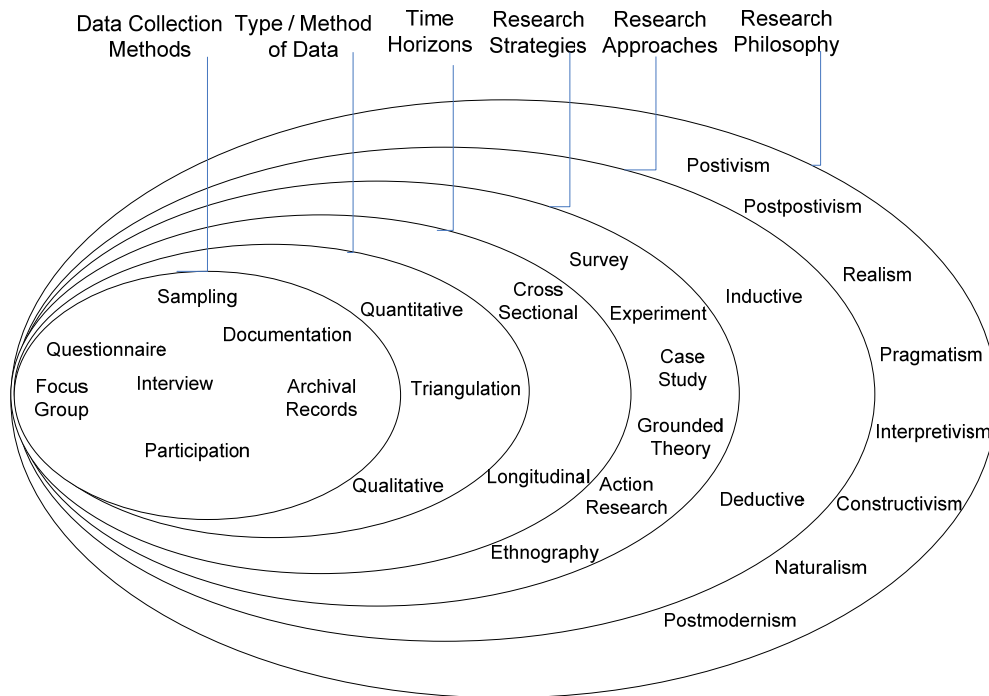 Data Collection
Methods
Type / Method
of Data
Time
Horizons
Research
Strategies
Research
Approaches
Research
Philosophy
Postivism
Postpostivism
Realism
Pragmatism
Interpretivism
Constructivism
Naturalism
Postmodernism
Inductive
Deductive
Survey
Experiment
Case
Study
Grounded
Theory
Action
Research
Ethnography
Cross
Sectional
Longitudinal
Quantitative
Triangulation
Qualitative
Sampling
Documentation
Questionnaire
Interview
Focus
Group
Archival
Records
Participation